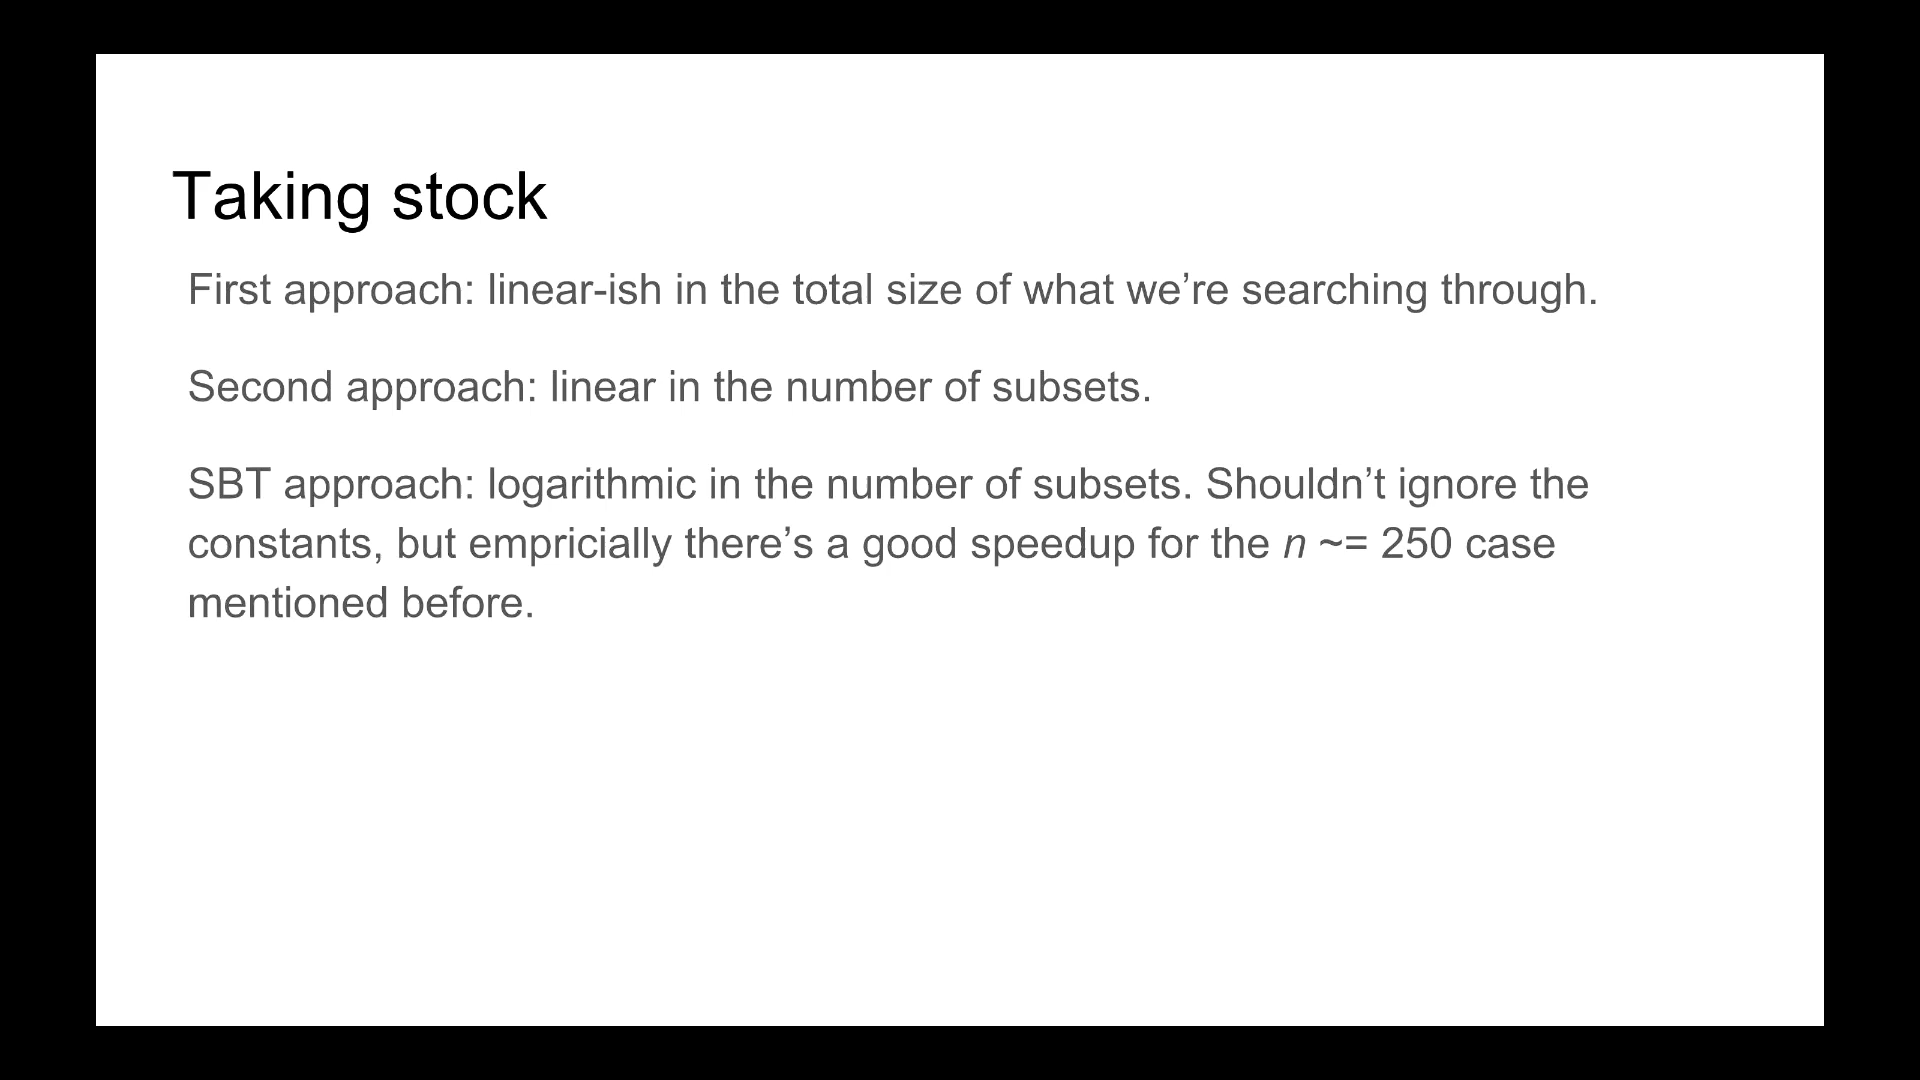 Taking stock
First approach: linear-ish in the total size of what we’re searching through.
Second approach: linear in the number of subsets.
SBT approach: logarithmic in the number of subsets. Shouldn’t ignore the
constants, but empricially there’s a good speedup for the n ~= 250 case
mentioned before.